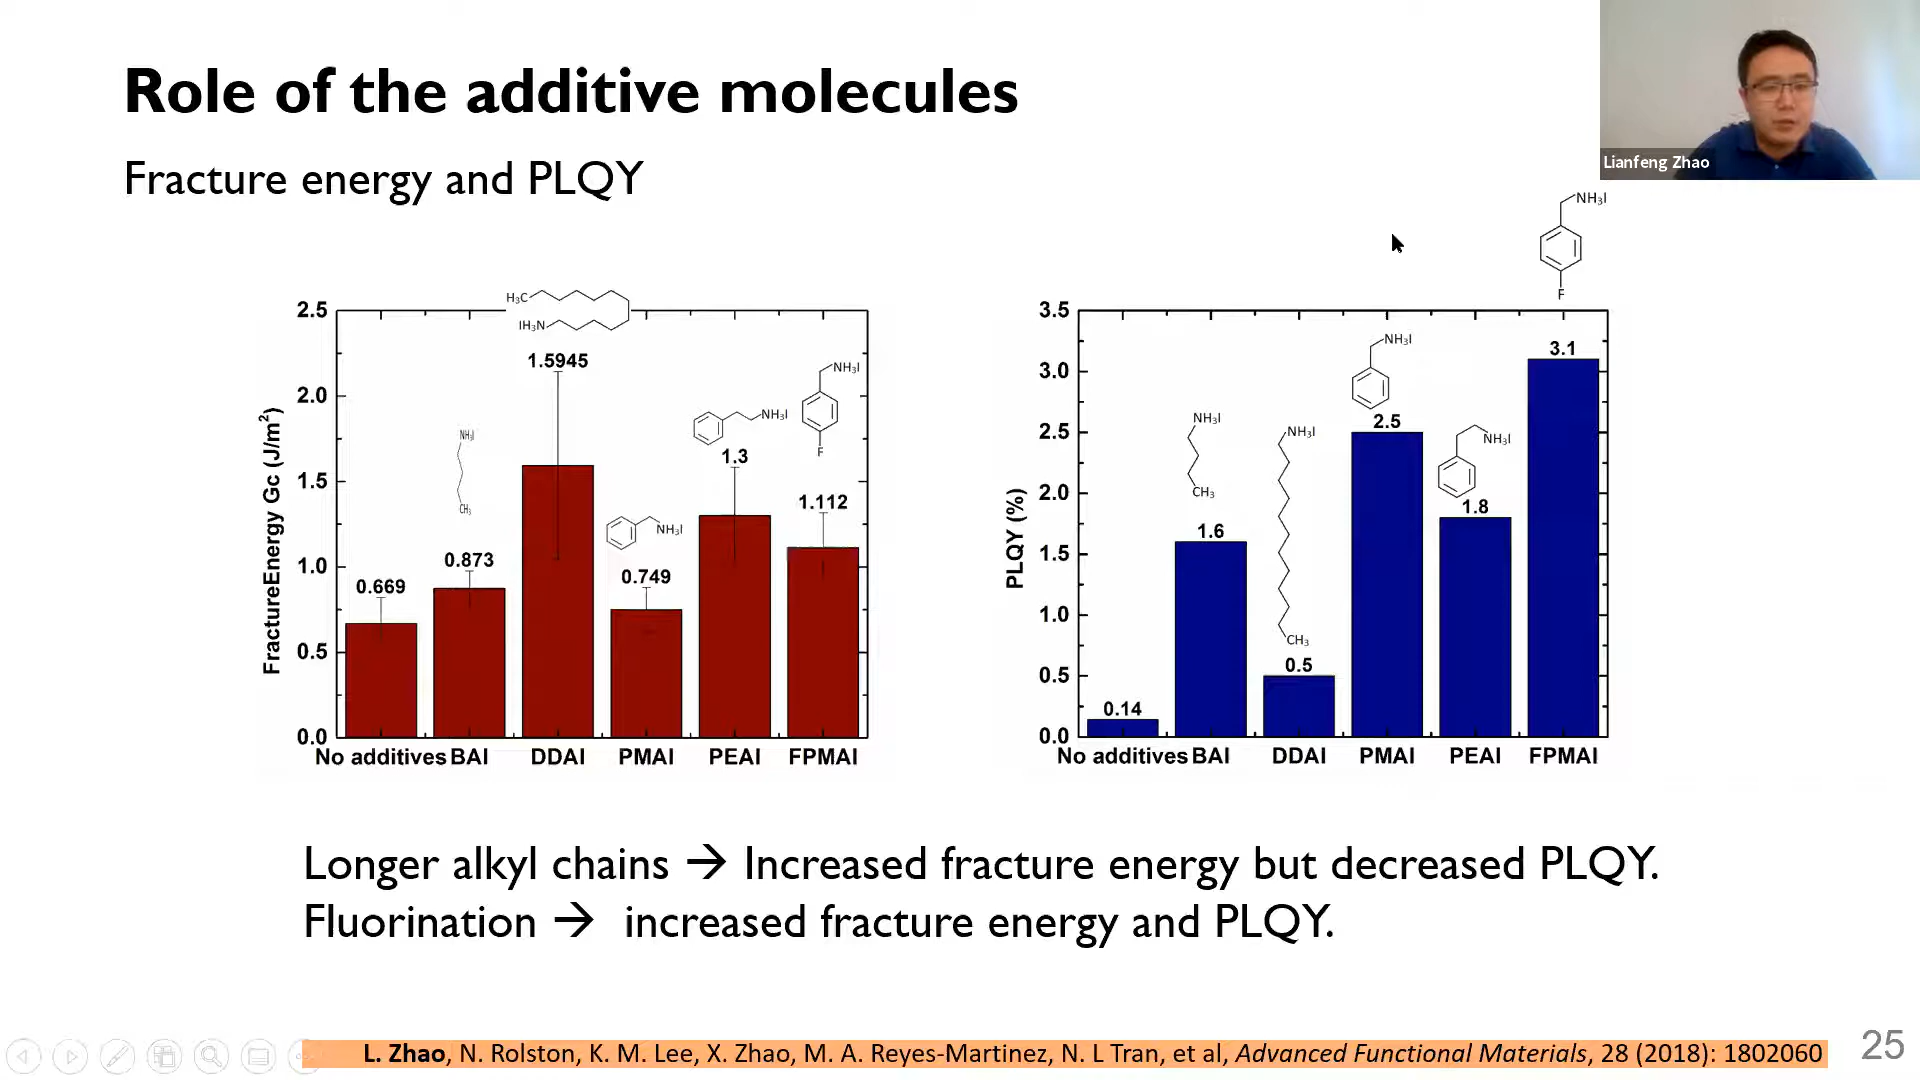 Role of the additive molecules
Lianfeng Zhao
Fracture energy and PLQY
FractureEnergy Gc (J/m²)
2.5
2.0
1.5
1.0
0.5
0.0
0.669
0.873
1.5945
0.749
1.3
1.112
NH₃I
CH₃
H₃C
IH₃N
NH₃I
NH₃I
NH₃I
F
No additives BAI DDAI PMAI PEAI FPMAI
PLQY (%)
3.5
3.0
2.5
2.0
1.5
1.0
0.5
0.0
0.14
1.6
0.5
2.5
1.8
3.1
NH₃I
CH₃
NH₃I
CH₃
NH₃I
NH₃I
NH₃I
F
No additives BAI DDAI PMAI PEAI FPMAI
Longer alkyl chains → Increased fracture energy but decreased PLQY.
Fluorination → increased fracture energy and PLQY.
L. Zhao, N. Rolston, K. M. Lee, X. Zhao, M. A. Reyes-Martinez, N. L Tran, et al, Advanced Functional Materials, 28 (2018): 1802060
25